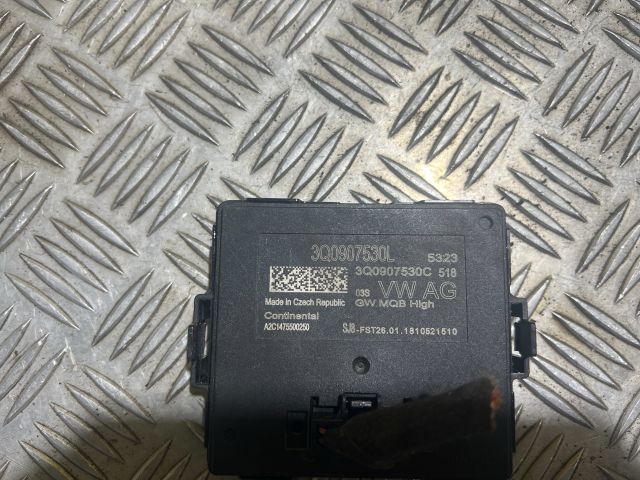 3Q0907530L 5323
3Q0907530C 518
03S VW AG
Made in Czech Republic GW MQB High
Continental
A2C1475500250 SJB-FST26.01.1810521510